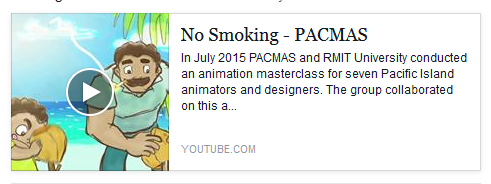 No Smoking - PACMAS
In July 2015 PACMAS and RMIT University conducted
an animation masterclass for seven Pacific Island
animators and designers. The group collaborated
on this a...
YOUTUBE.COM